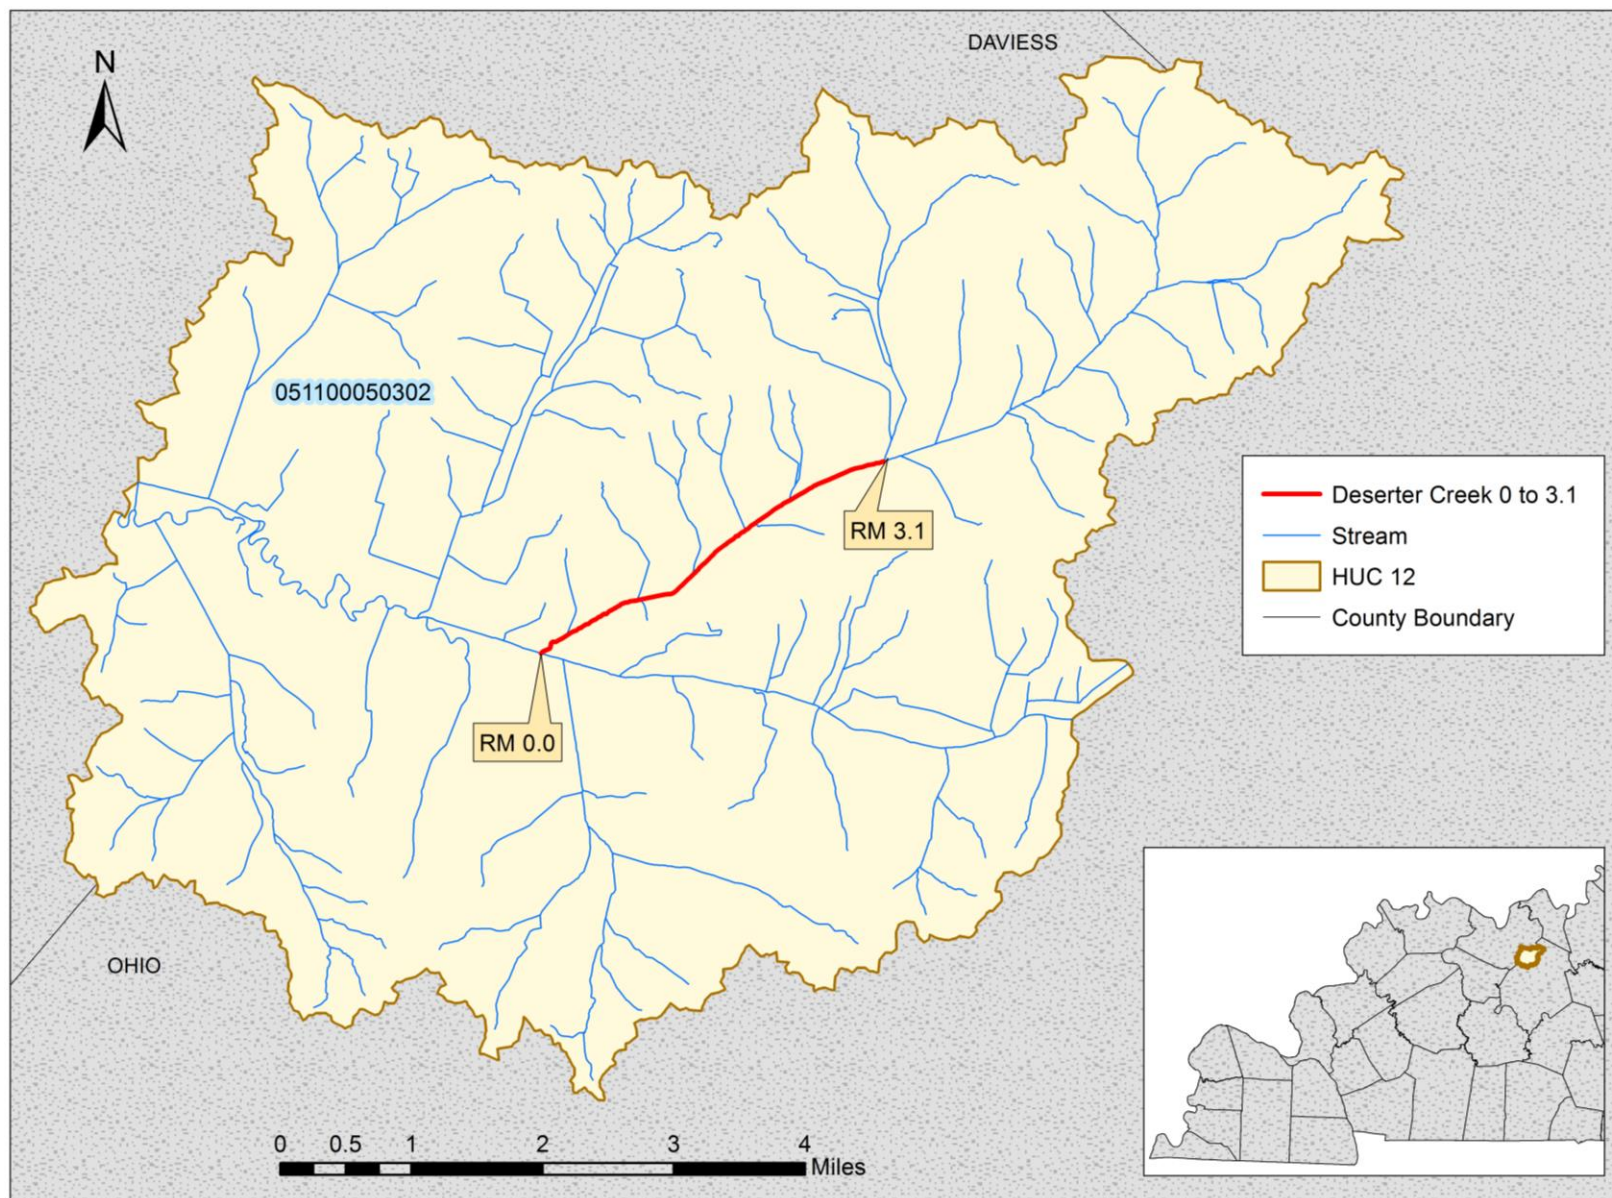 DAVIESS
N
051100050302
Deserter Creek 0 to 3.1
Stream
HUC 12
County Boundary
RM 3.1
RM 0.0
OHIO
0 0.5 1 2 3 4
Miles